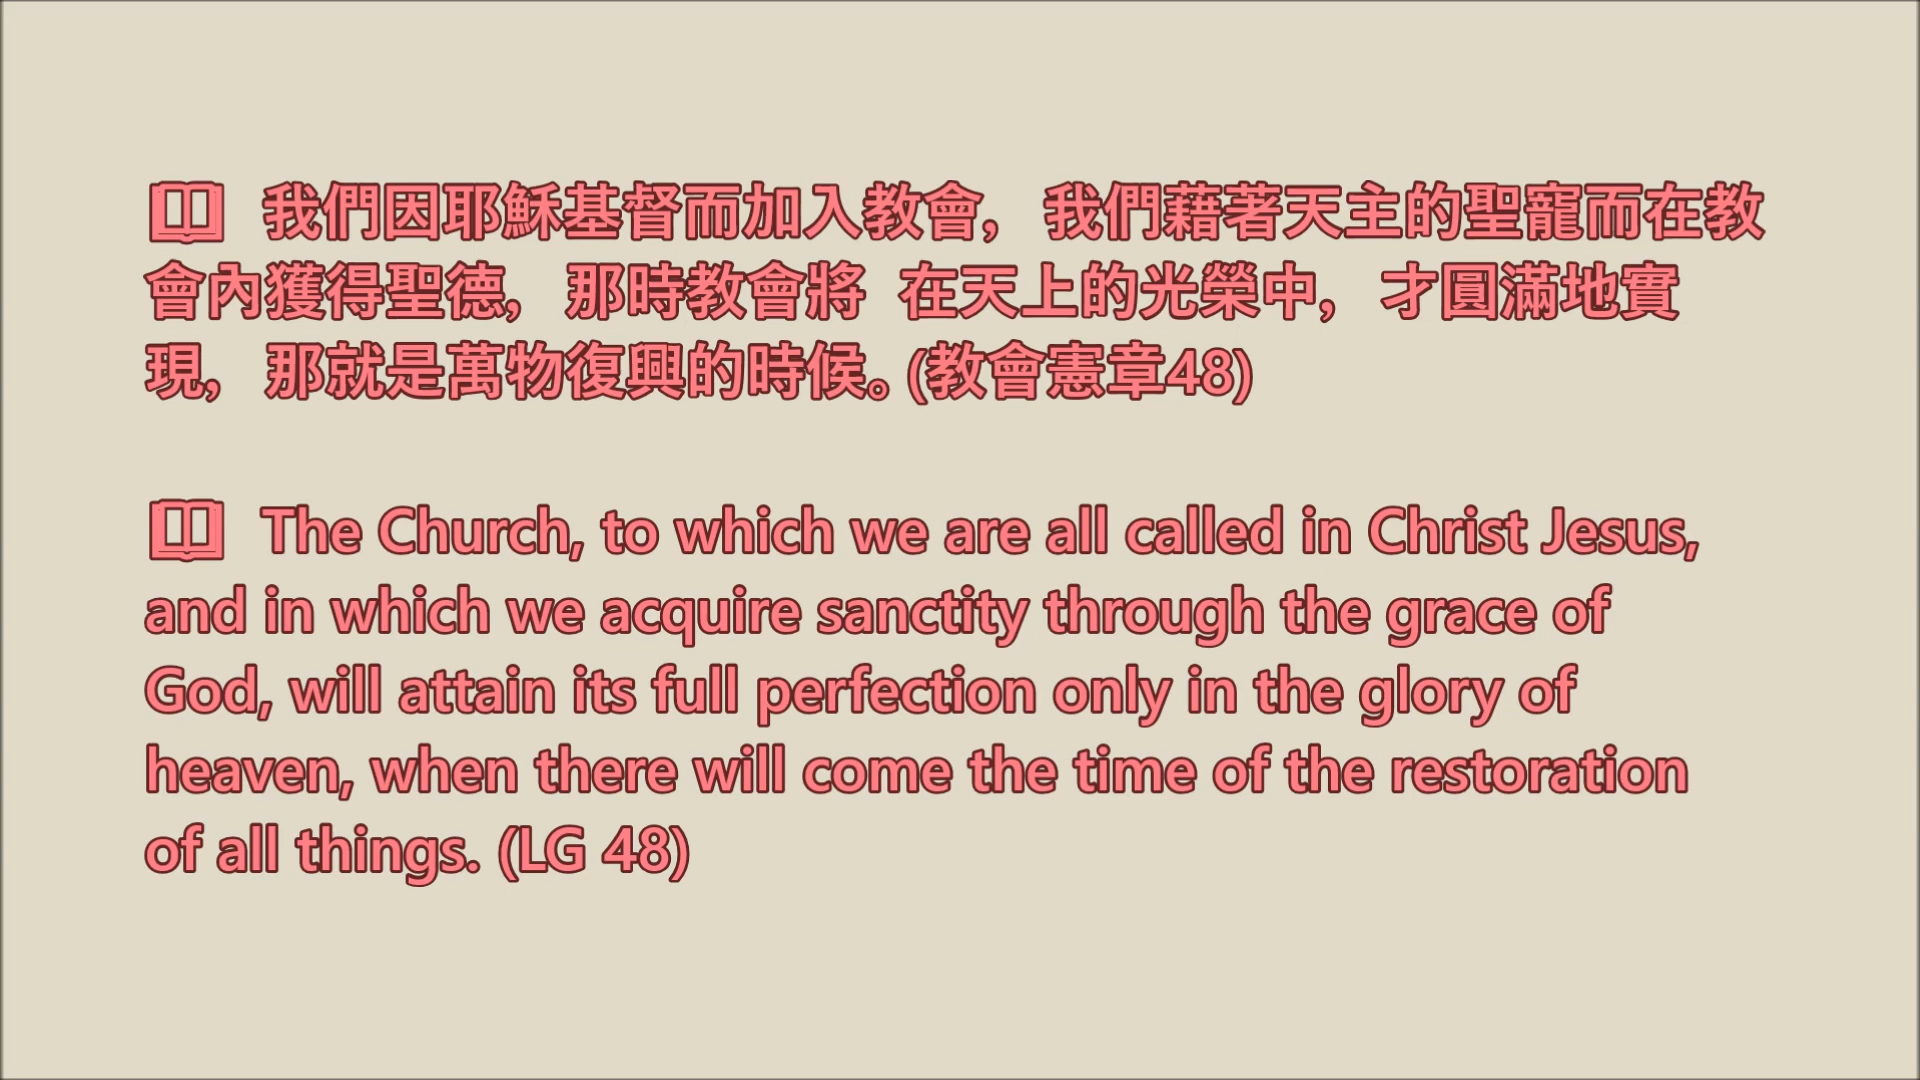 📖 我們因耶穌基督而加入教會, 我們藉著天主的聖寵而在教
會內獲得聖德, 那時教會將 在天上的光榮中, 才圓滿地實
現, 那就是萬物復興的時候。(教會憲章48)
📖 The Church, to which we are all called in Christ Jesus,
and in which we acquire sanctity through the grace of
God, will attain its full perfection only in the glory of
heaven, when there will come the time of the restoration
of all things. (LG 48)